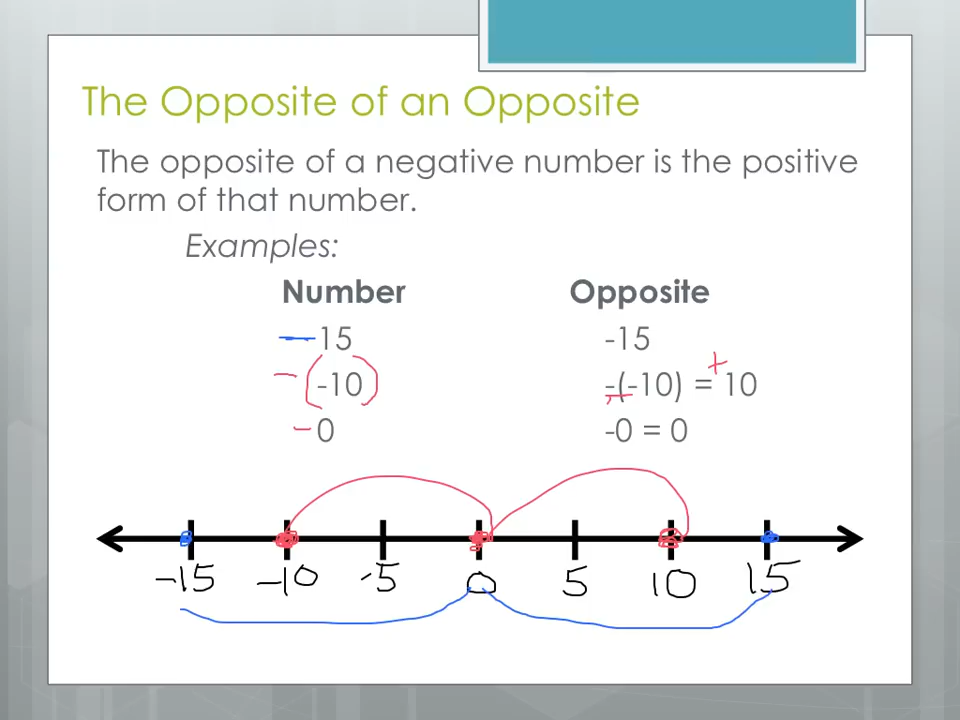 The Opposite of an Opposite
The opposite of a negative number is the positive
form of that number.
Examples:
Number Opposite
-15 -15
-(-10) -(-10) = +10
-0 -0 = 0
-15 -10 -5 0 5 10 15